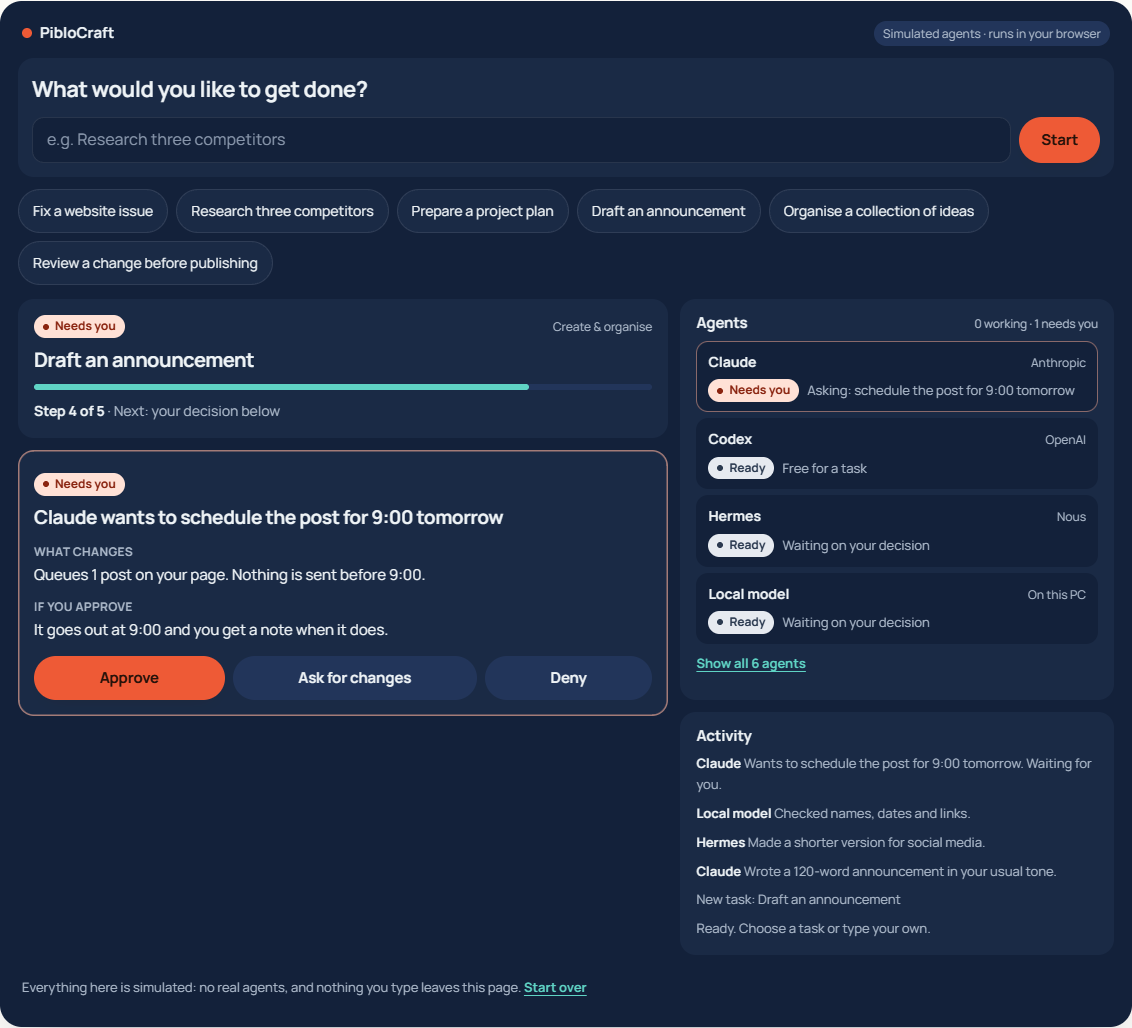 PibloCraft
Simulated agents · runs in your browser
What would you like to get done?
e.g. Research three competitors
Start
Fix a website issue
Research three competitors
Prepare a project plan
Draft an announcement
Organise a collection of ideas
Review a change before publishing
Needs you
Create & organise
Draft an announcement
Step 4 of 5 · Next: your decision below
Needs you
Claude wants to schedule the post for 9:00 tomorrow
WHAT CHANGES
Queues 1 post on your page. Nothing is sent before 9:00.
IF YOU APPROVE
It goes out at 9:00 and you get a note when it does.
Approve
Ask for changes
Deny
Agents
0 working · 1 needs you
Claude
Anthropic
Needs you
Asking: schedule the post for 9:00 tomorrow
Codex
OpenAI
Ready
Free for a task
Hermes
Nous
Ready
Waiting on your decision
Local model
On this PC
Ready
Waiting on your decision
Show all 6 agents
Activity
Claude Wants to schedule the post for 9:00 tomorrow. Waiting for
you.
Local model Checked names, dates and links.
Hermes Made a shorter version for social media.
Claude Wrote a 120-word announcement in your usual tone.
New task: Draft an announcement
Ready. Choose a task or type your own.
Everything here is simulated: no real agents, and nothing you type leaves this page. Start over